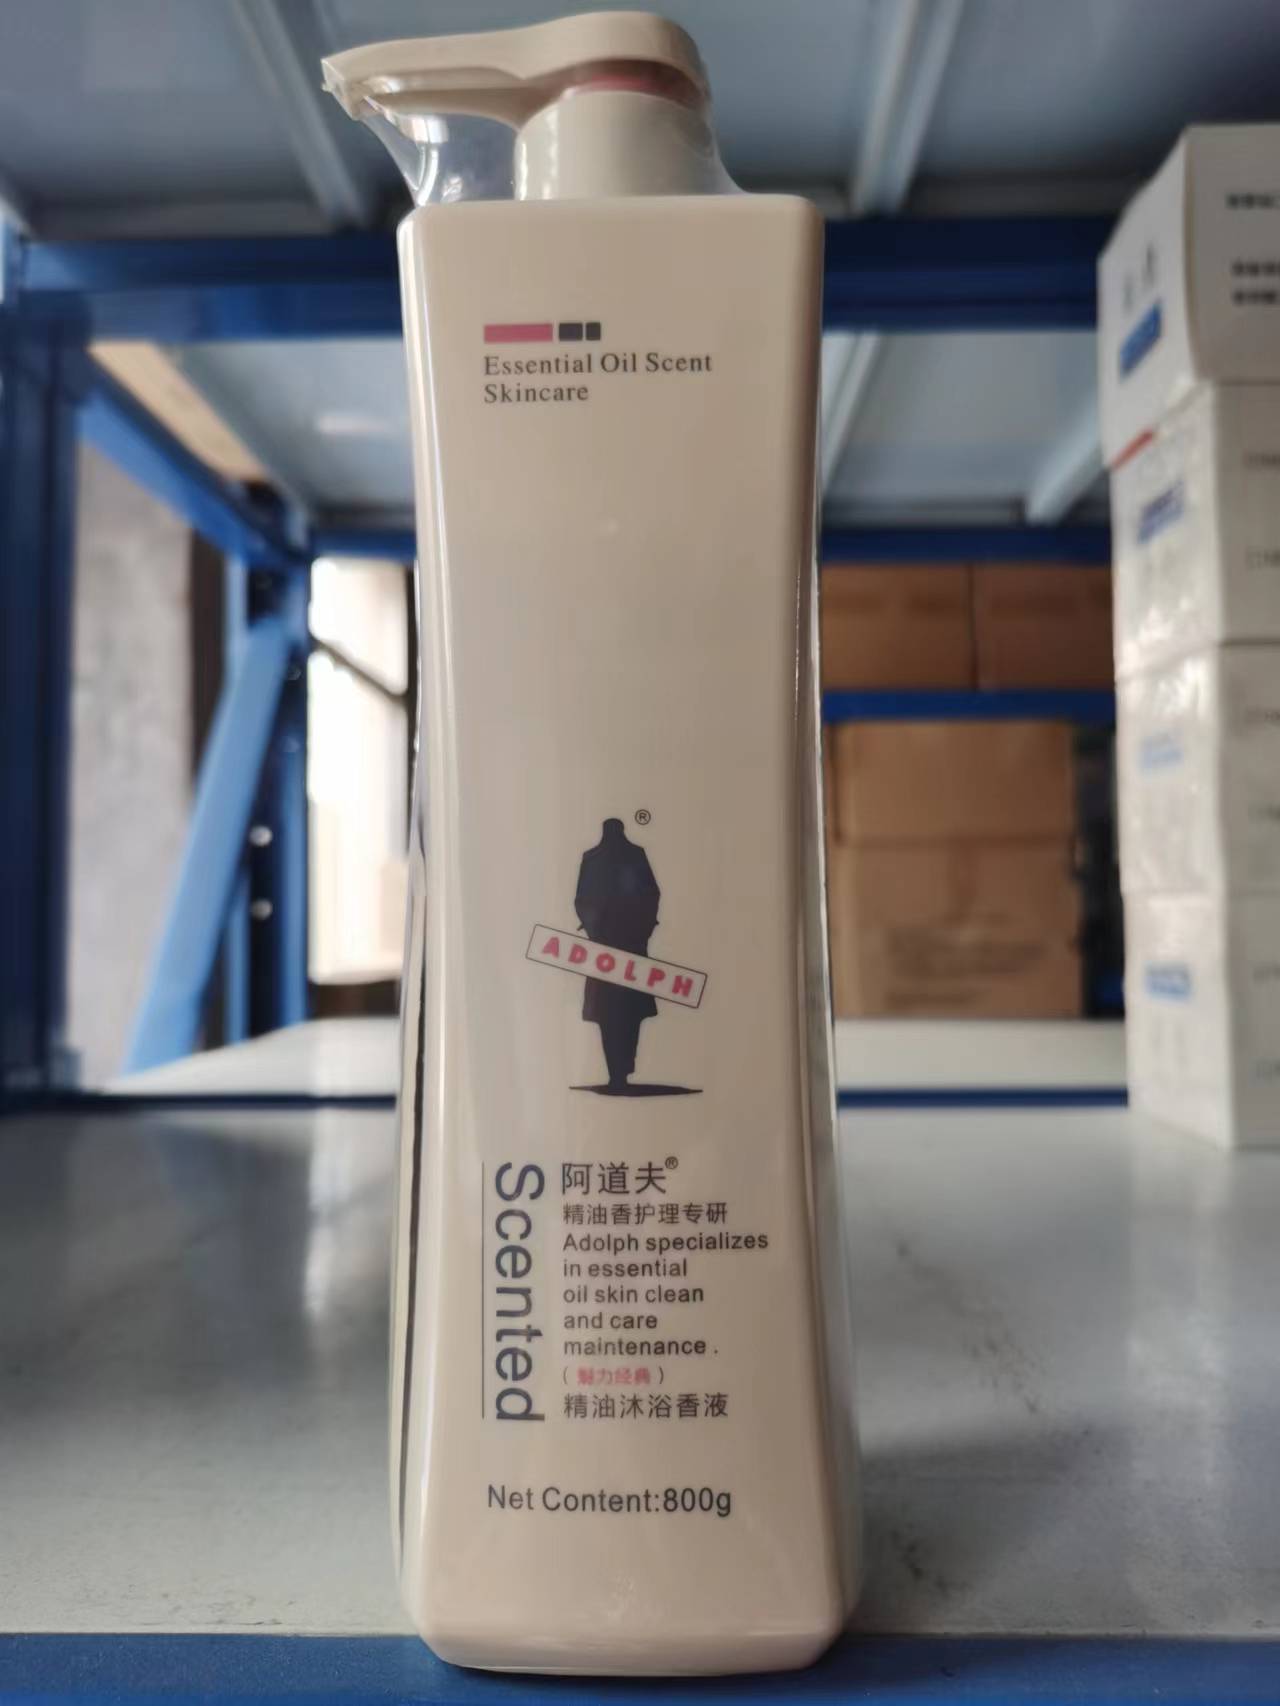 Essential Oil Scent
Skincare
®
ADOLPH
Scented
阿道夫®
精油香护理专研
Adolph specializes
in essential
oil skin clean
and care
maintenance .
（魅力经典）
精油沐浴香液
Net Content:800g